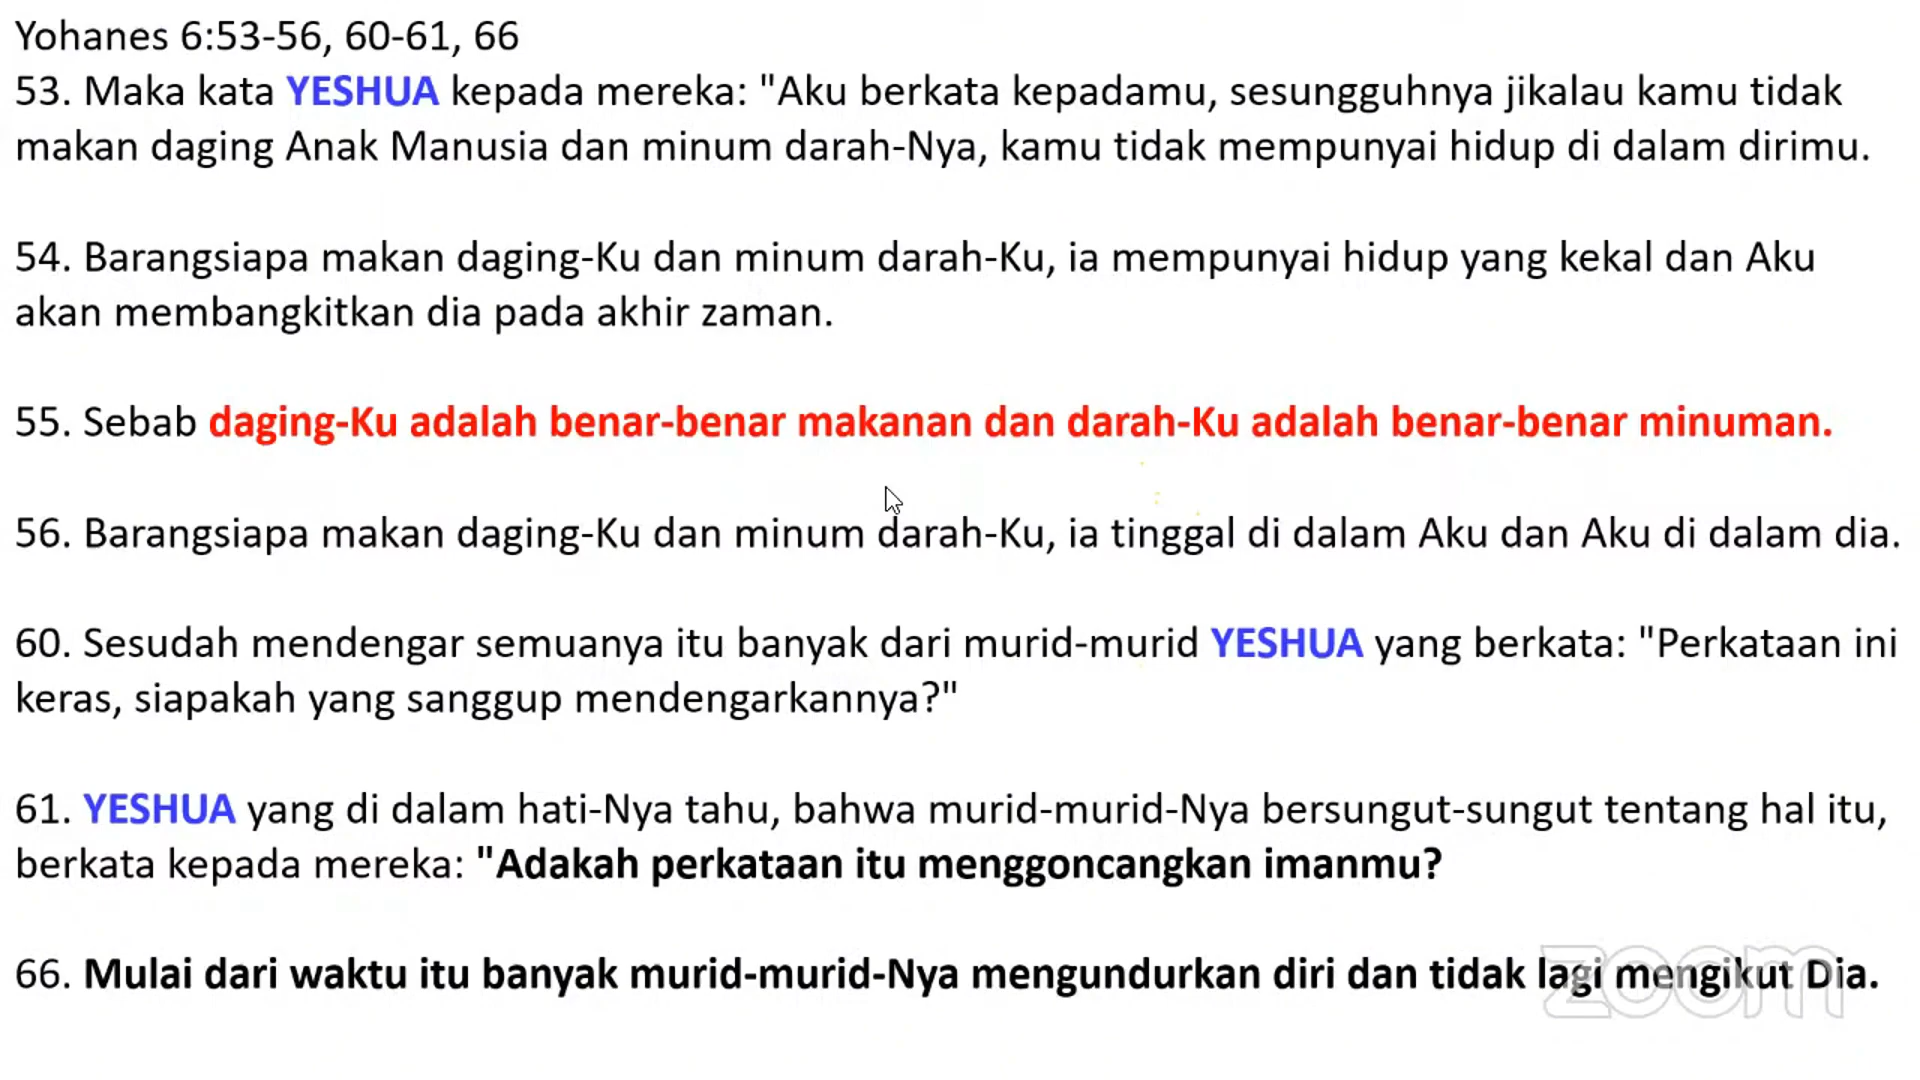 Yohanes 6:53-56, 60-61, 66
53. Maka kata YESHUA kepada mereka: "Aku berkata kepadamu, sesungguhnya jikalau kamu tidak
makan daging Anak Manusia dan minum darah-Nya, kamu tidak mempunyai hidup di dalam dirimu.
54. Barangsiapa makan daging-Ku dan minum darah-Ku, ia mempunyai hidup yang kekal dan Aku
akan membangkitkan dia pada akhir zaman.
55. Sebab daging-Ku adalah benar-benar makanan dan darah-Ku adalah benar-benar minuman.
56. Barangsiapa makan daging-Ku dan minum darah-Ku, ia tinggal di dalam Aku dan Aku di dalam dia.
60. Sesudah mendengar semuanya itu banyak dari murid-murid YESHUA yang berkata: "Perkataan ini
keras, siapakah yang sanggup mendengarkannya?"
61. YESHUA yang di dalam hati-Nya tahu, bahwa murid-murid-Nya bersungut-sungut tentang hal itu,
berkata kepada mereka: "Adakah perkataan itu menggoncangkan imanmu?
66. Mulai dari waktu itu banyak murid-murid-Nya mengundurkan diri dan tidak lagi mengikut Dia.
zoom